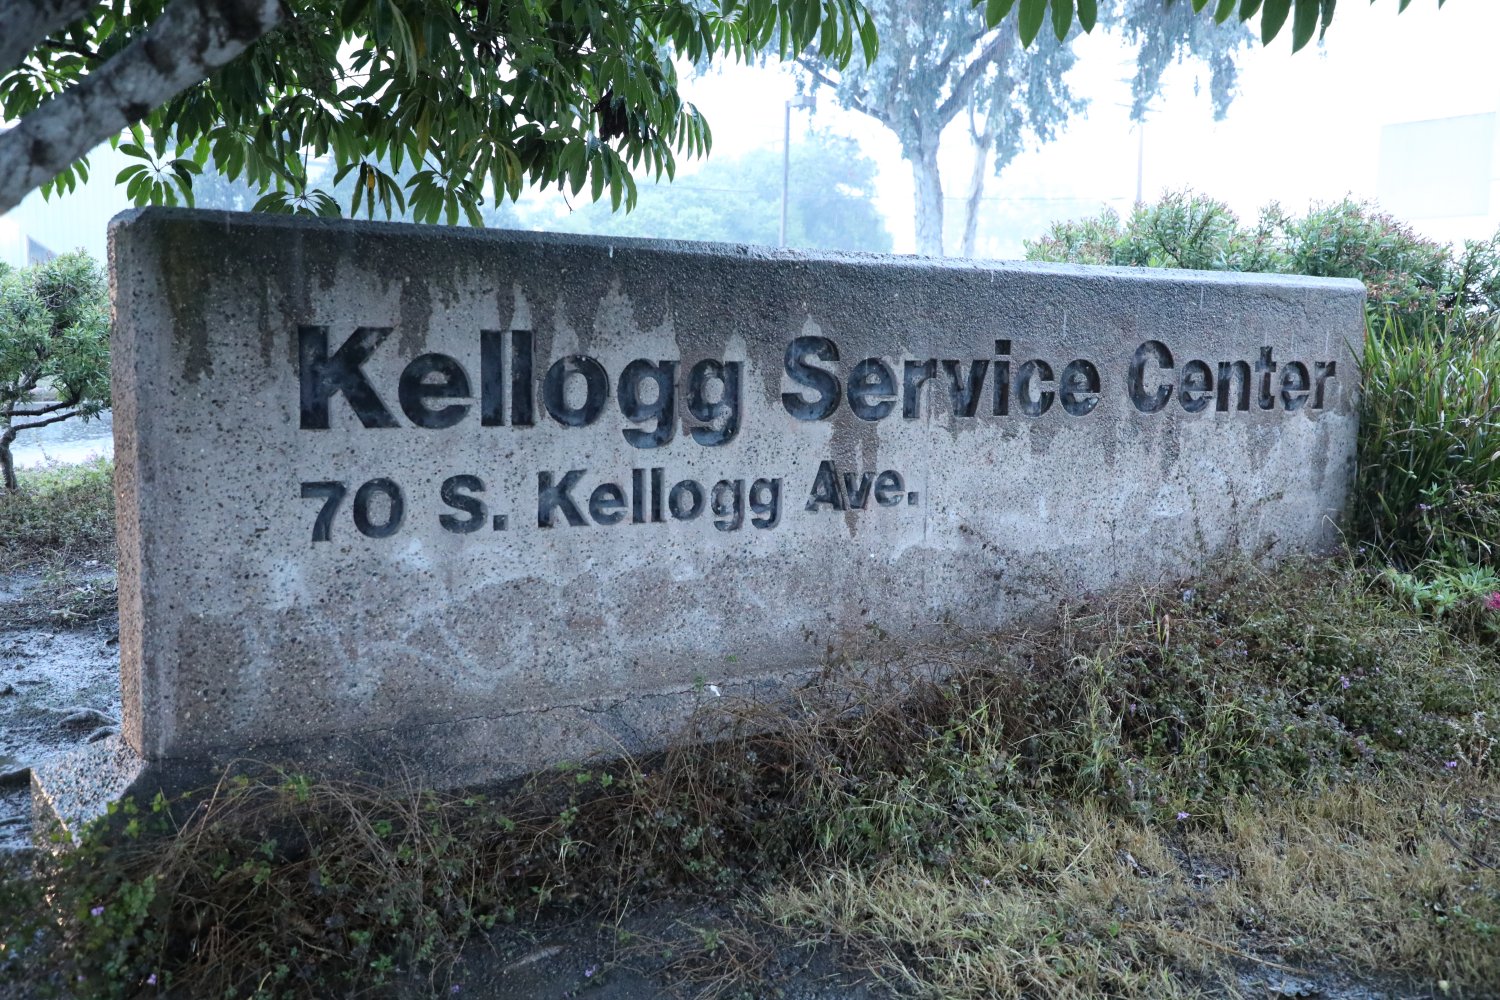 Kellogg Service Center
70 S. Kellogg Ave.